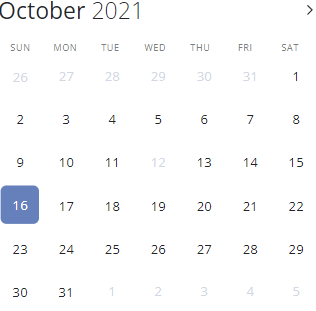 October 2021
SUN MON TUE WED THU FRI SAT
26 27 28 29 30 31 1
2 3 4 5 6 7 8
9 10 11 12 13 14 15
16 17 18 19 20 21 22
23 24 25 26 27 28 29
30 31 1 2 3 4 5